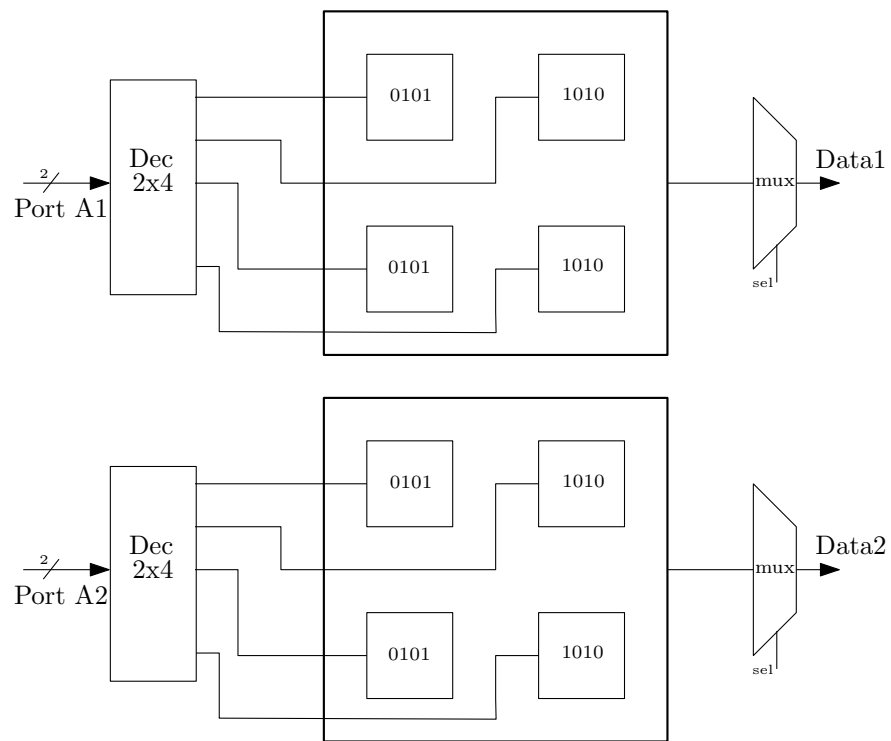 0101
1010
2
Dec
2x4
Port A1
mux
Data1
0101
1010
sel
0101
1010
2
Dec
2x4
Port A2
mux
Data2
0101
1010
sel